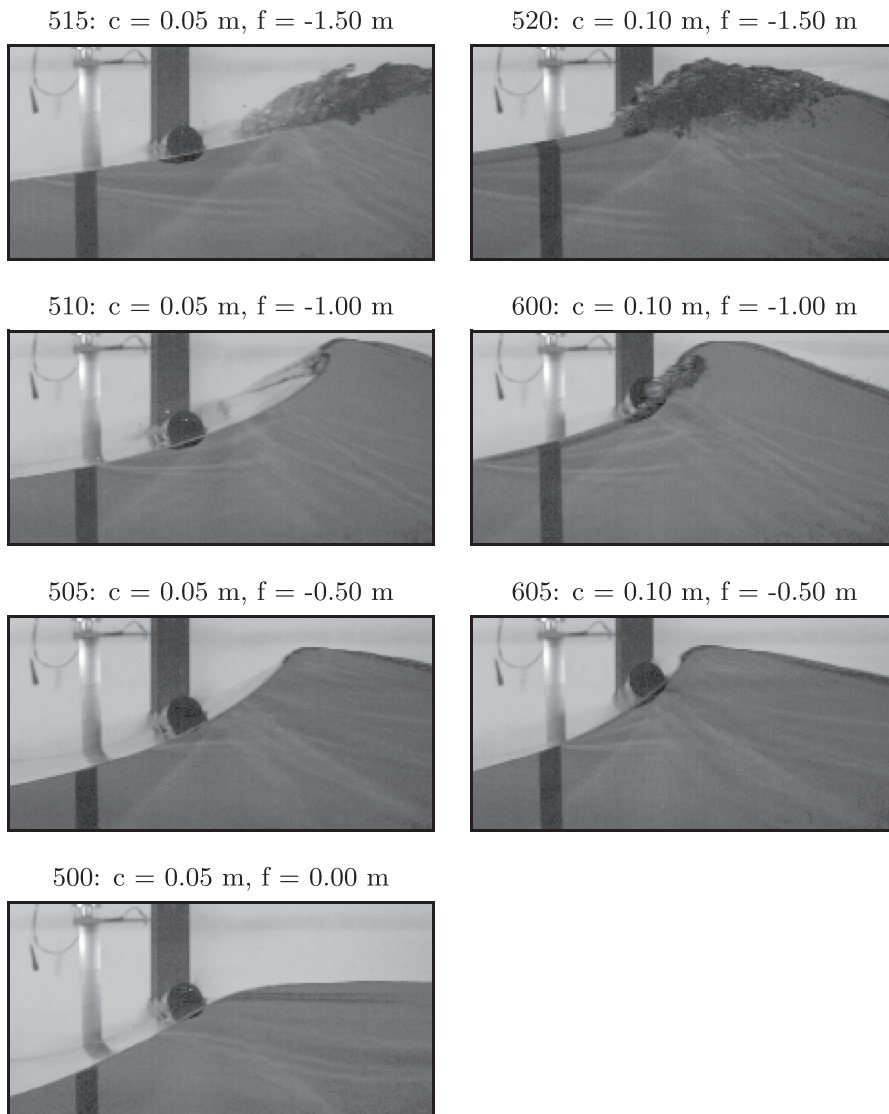 515: c = 0.05 m, f = -1.50 m
520: c = 0.10 m, f = -1.50 m
510: c = 0.05 m, f = -1.00 m
600: c = 0.10 m, f = -1.00 m
505: c = 0.05 m, f = -0.50 m
605: c = 0.10 m, f = -0.50 m
500: c = 0.05 m, f = 0.00 m